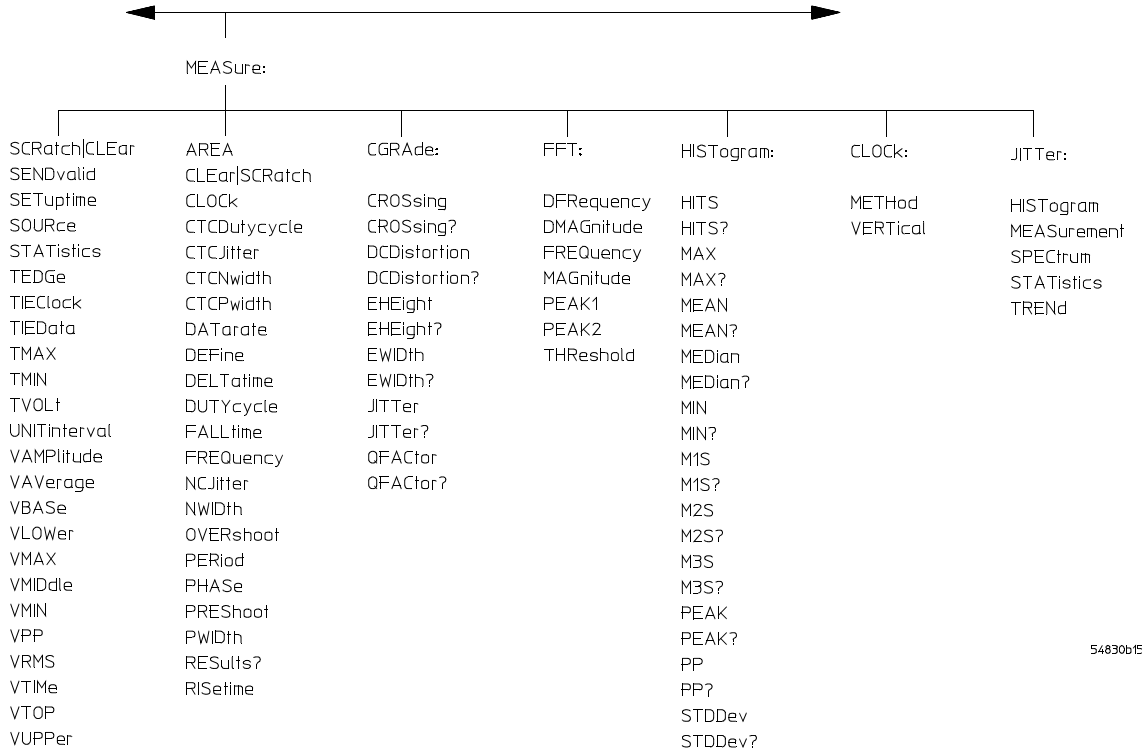 MEASure:
SCRatch|CLEar
SENDvalid
SETuptime
SOURce
STATistics
TEDGe
TIEClock
TIEData
TMAX
TMIN
TVOLt
UNITinterval
VAMPlitude
VAVerage
VBASe
VLOWer
VMAX
VMIDdle
VMIN
VPP
VRMS
VTIMe
VTOP
VUPPer
AREA
CLEar|SCRatch
CLOCk
CTCDutycycle
CTCJitter
CTCNwidth
CTCPwidth
DATarate
DEFine
DELTatime
DUTYcycle
FALLtime
FREQuency
NCJitter
NWIDth
OVERshoot
PERiod
PHASe
PREShoot
PWIDth
RESults?
RISetime
CGRAde:
CROSsing
CROSsing?
DCDistortion
DCDistortion?
EHEight
EHEight?
EWIDth
EWIDth?
JITTer
JITTer?
QFACtor
QFACtor?
FFT:
DFRequency
DMAGnitude
FREQuency
MAGnitude
PEAK1
PEAK2
THReshold
HISTogram:
HITS
HITS?
MAX
MAX?
MEAN
MEAN?
MEDian
MEDian?
MIN
MIN?
M1S
M1S?
M2S
M2S?
M3S
M3S?
PEAK
PEAK?
PP
PP?
STDDev
STDDev?
CLOCk:
METHod
VERTical
JITTer:
HISTogram
MEASurement
SPECtrum
STATistics
TRENd
54830b15